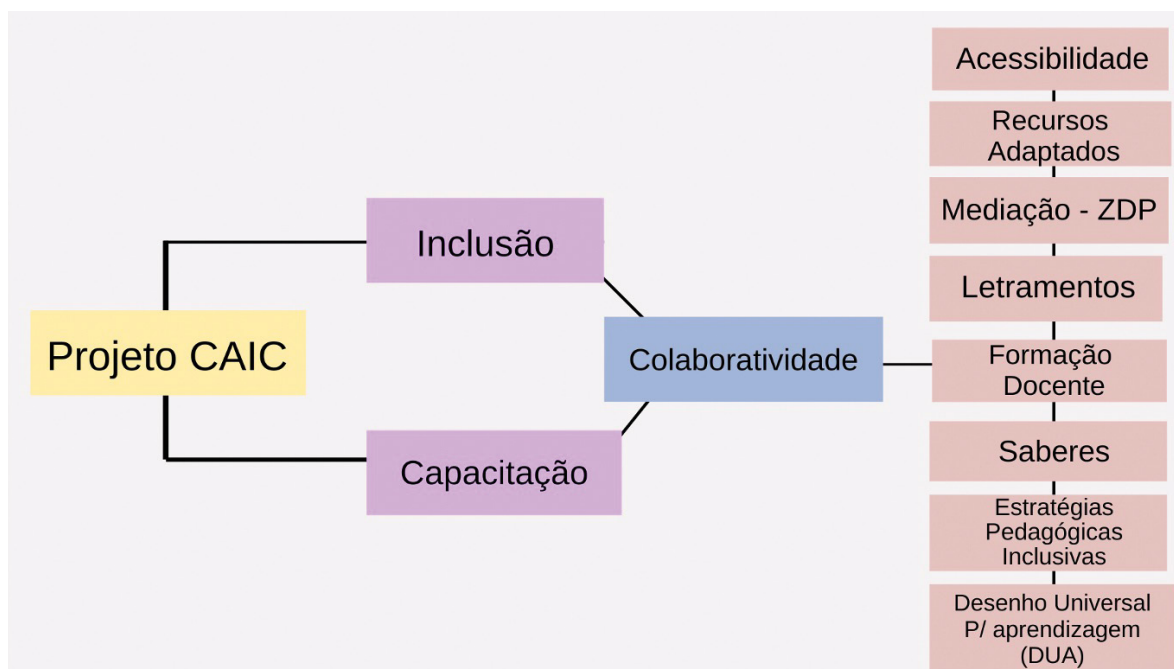 Projeto CAIC
Inclusão
Capacitação
Colaboratividade
Acessibilidade
Recursos
Adaptados
Mediação - ZDP
Letramentos
Formação
Docente
Saberes
Estratégias
Pedagógicas
Inclusivas
Desenho Universal
P/ aprendizagem
(DUA)